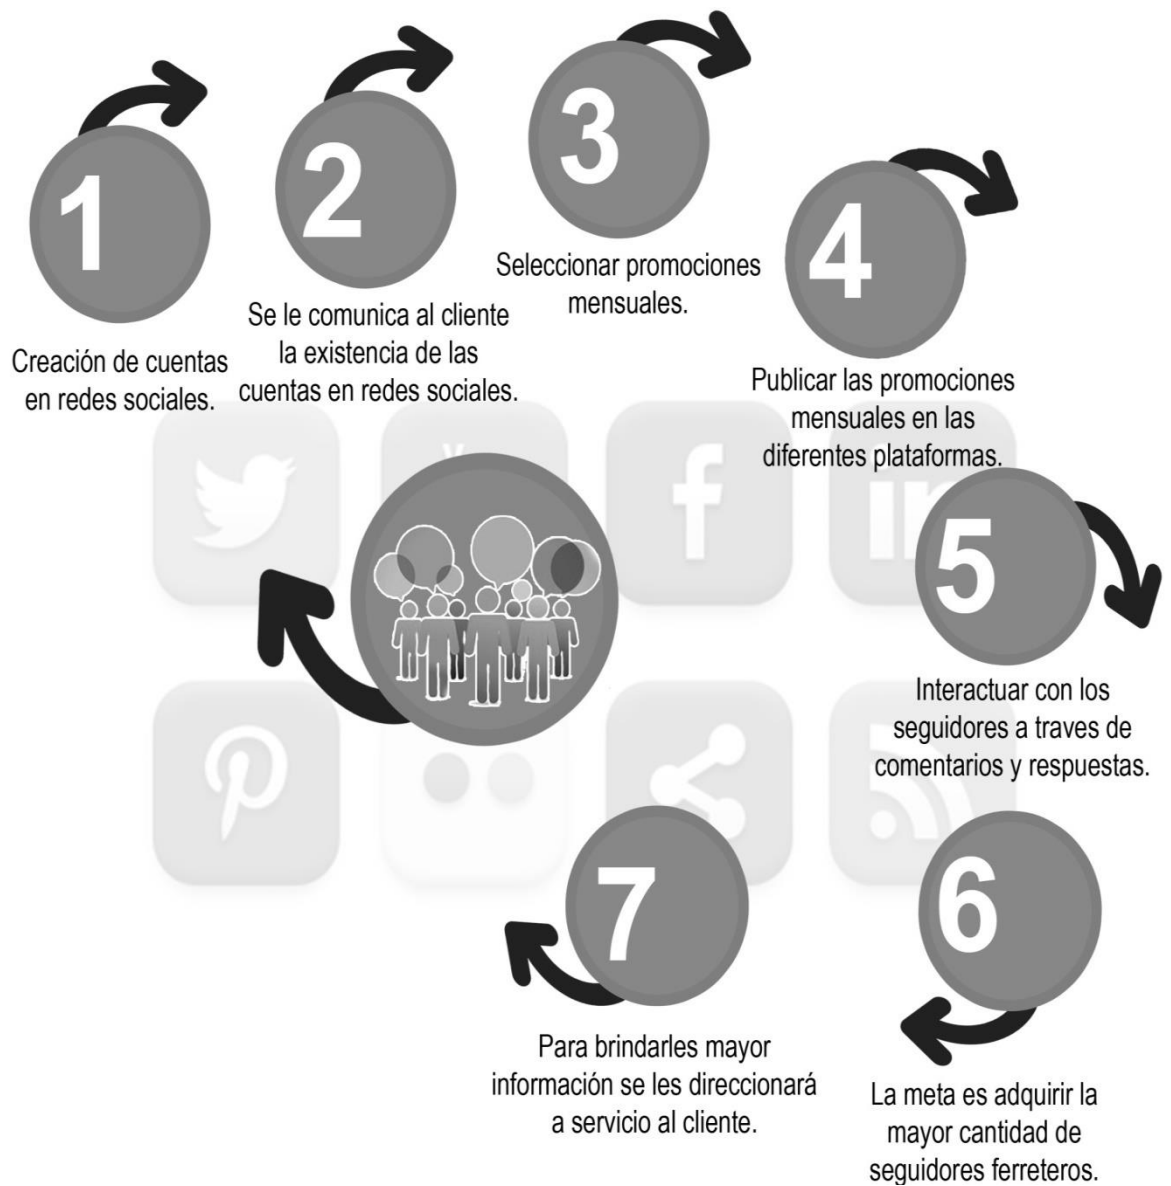 1
Creación de cuentas
en redes sociales.
2
Se le comunica al cliente
la existencia de las
cuentas en redes sociales.
3
Seleccionar promociones
mensuales.
4
Publicar las promociones
mensuales en las
diferentes plataformas.
5
Interactuar con los
seguidores a traves de
comentarios y respuestas.
6
La meta es adquirir la
mayor cantidad de
seguidores ferreteros.
7
Para brindarles mayor
información se les direccionará
a servicio al cliente.
f
in